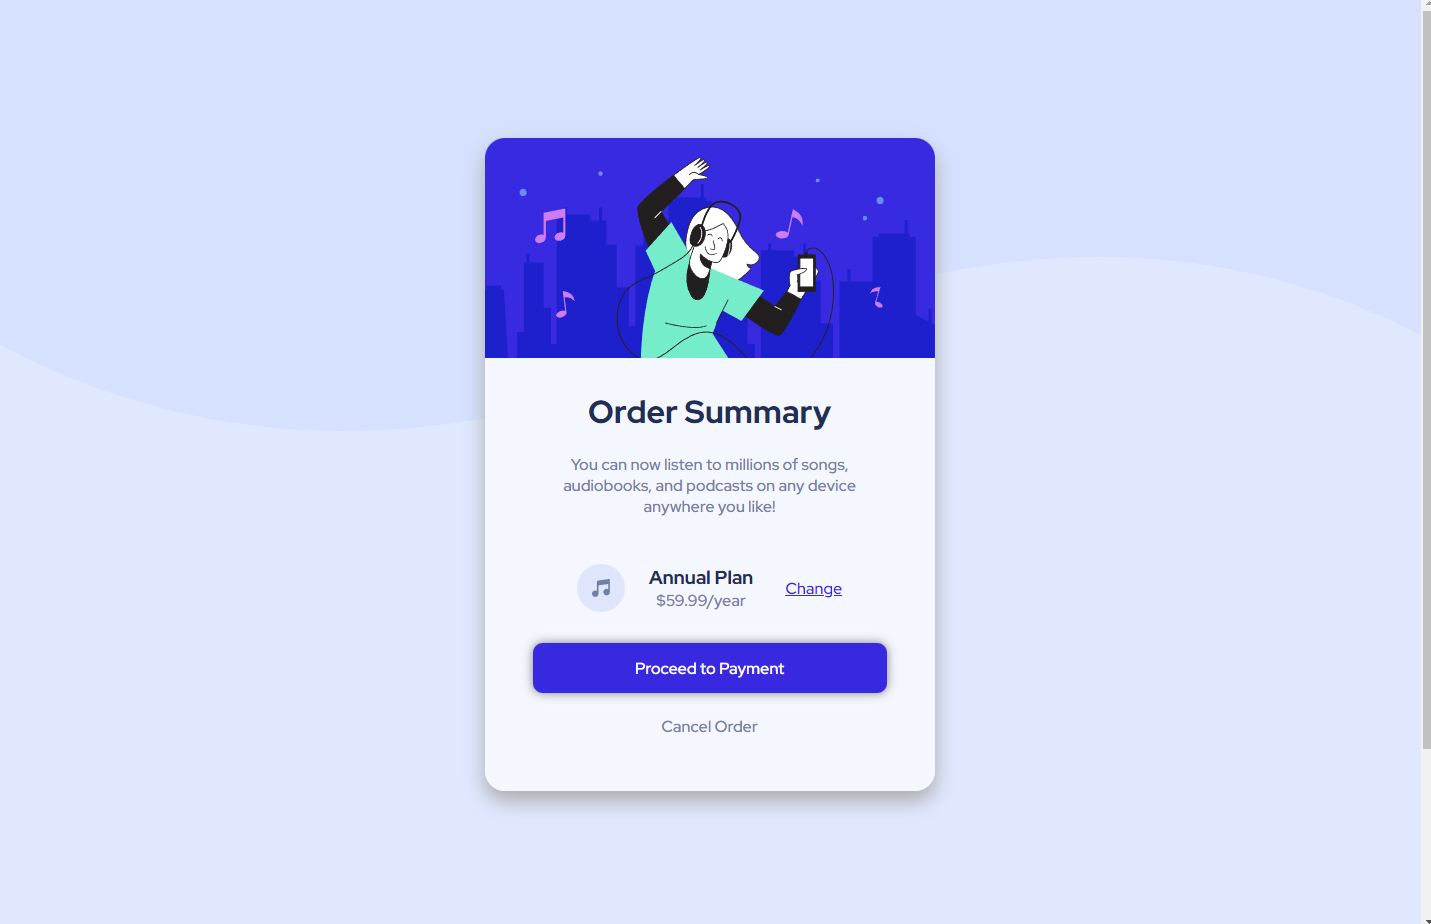 Order Summary
You can now listen to millions of songs,
audiobooks, and podcasts on any device
anywhere you like!
Annual Plan
$59.99/year
Change
Proceed to Payment
Cancel Order